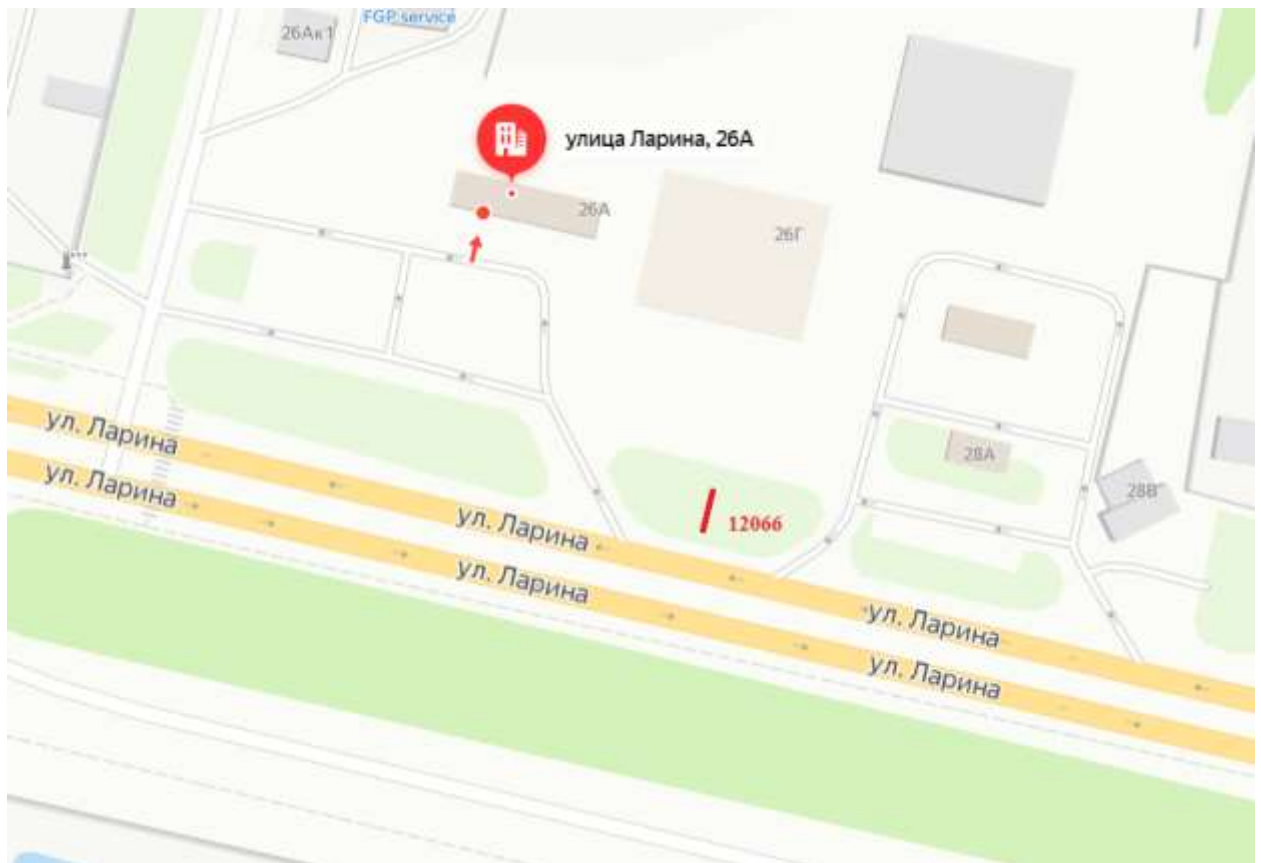 FGP service
26Ак1
улица Ларина, 26А
26А
26Г
28А
28В
12066
ул. Ларина
ул. Ларина
ул. Ларина
ул. Ларина
ул. Ларина
ул. Ларина